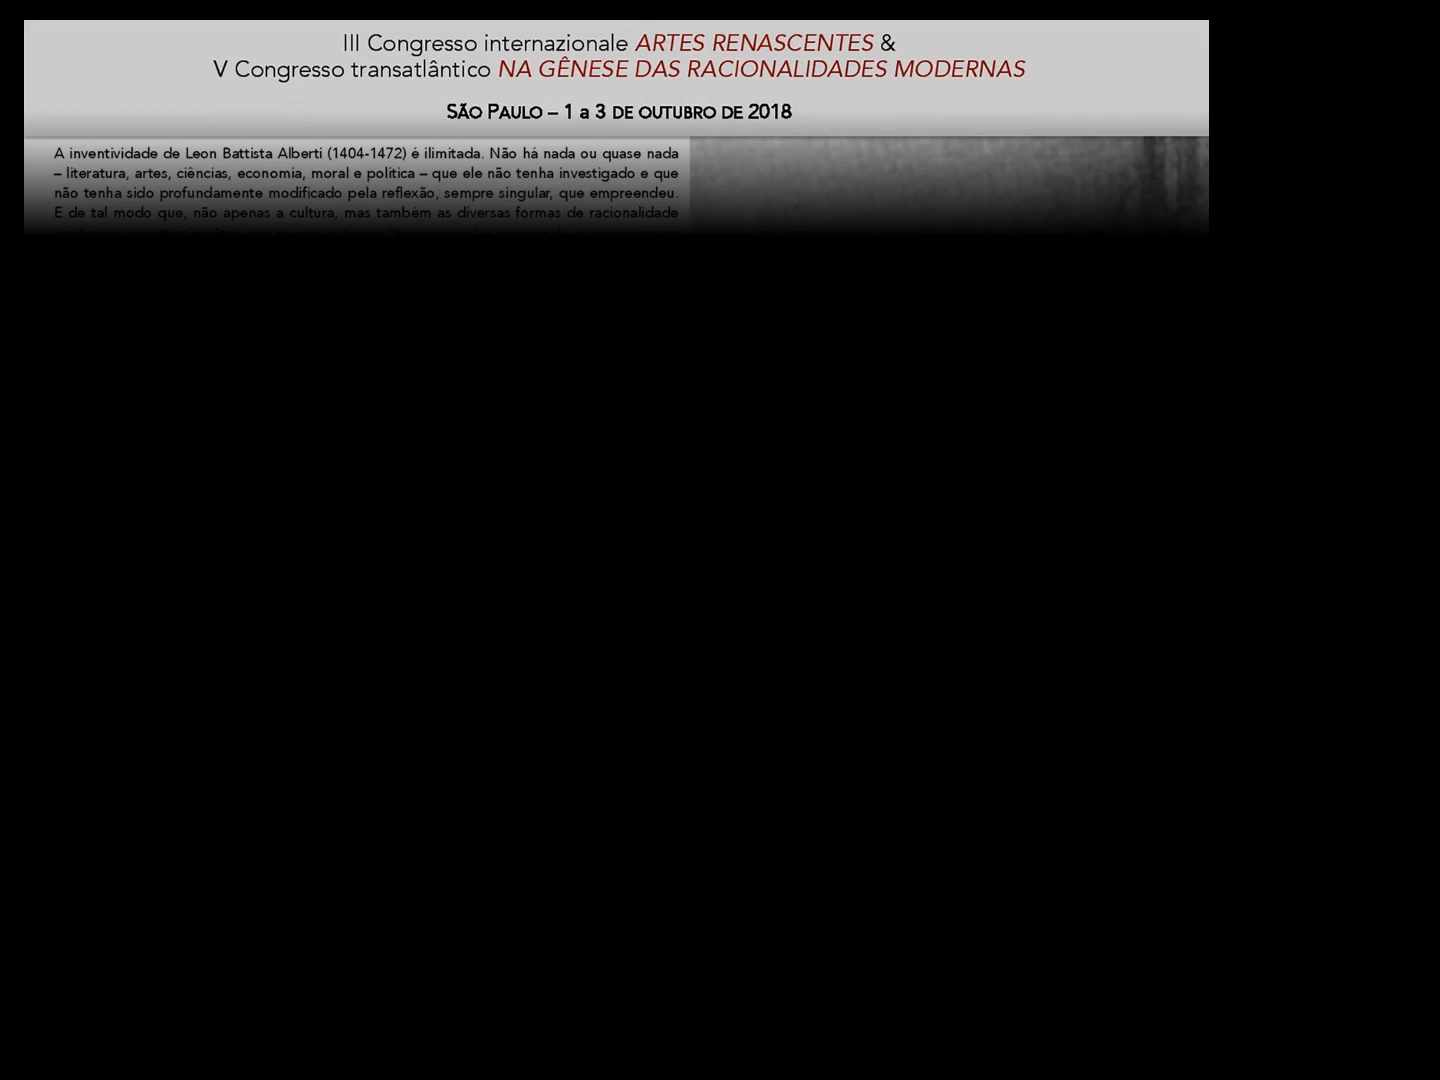 III Congresso internazionale ARTES RENASCENTES &
V Congresso transatlântico NA GÊNESE DAS RACIONALIDADES MODERNAS
SÃO PAULO – 1 a 3 DE OUTUBRO DE 2018
A inventividade de Leon Battista Alberti (1404-1472) é ilimitada. Não há nada ou quase nada
– literatura, artes, ciências, economia, moral e política – que ele não tenha investigado e que
não tenha sido profundamente modificado pela reflexão, sempre singular, que empreendeu.
E de tal modo que, não apenas a cultura, mas também as diversas formas de racionalidade